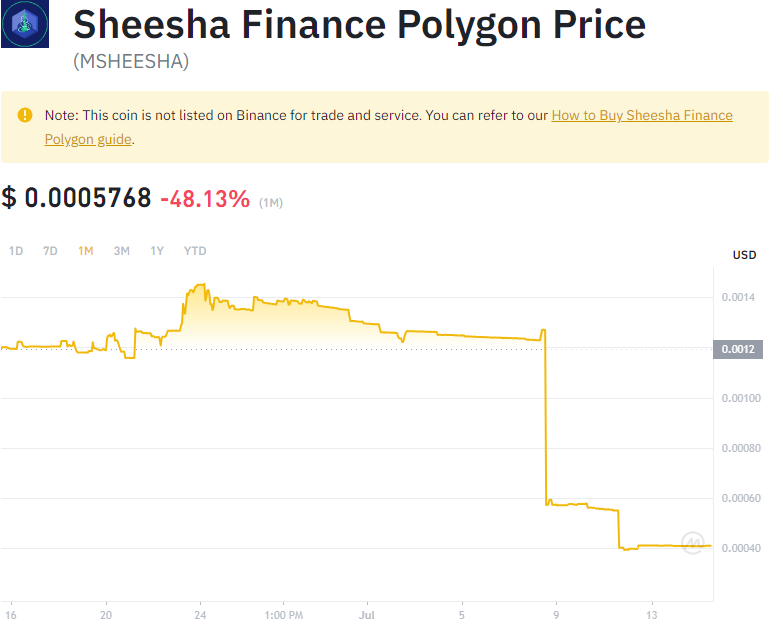 Sheesha Finance Polygon Price
(MSHEESHA)
Note: This coin is not listed on Binance for trade and service. You can refer to our How to Buy Sheesha Finance
Polygon guide.
$ 0.0005768 -48.13% (1M)
1D 7D 1M 3M 1Y YTD
USD
0.0014
0.0012
0.00100
0.00080
0.00060
0.00040
16 20 24 1:00 PM Jul 5 9 13